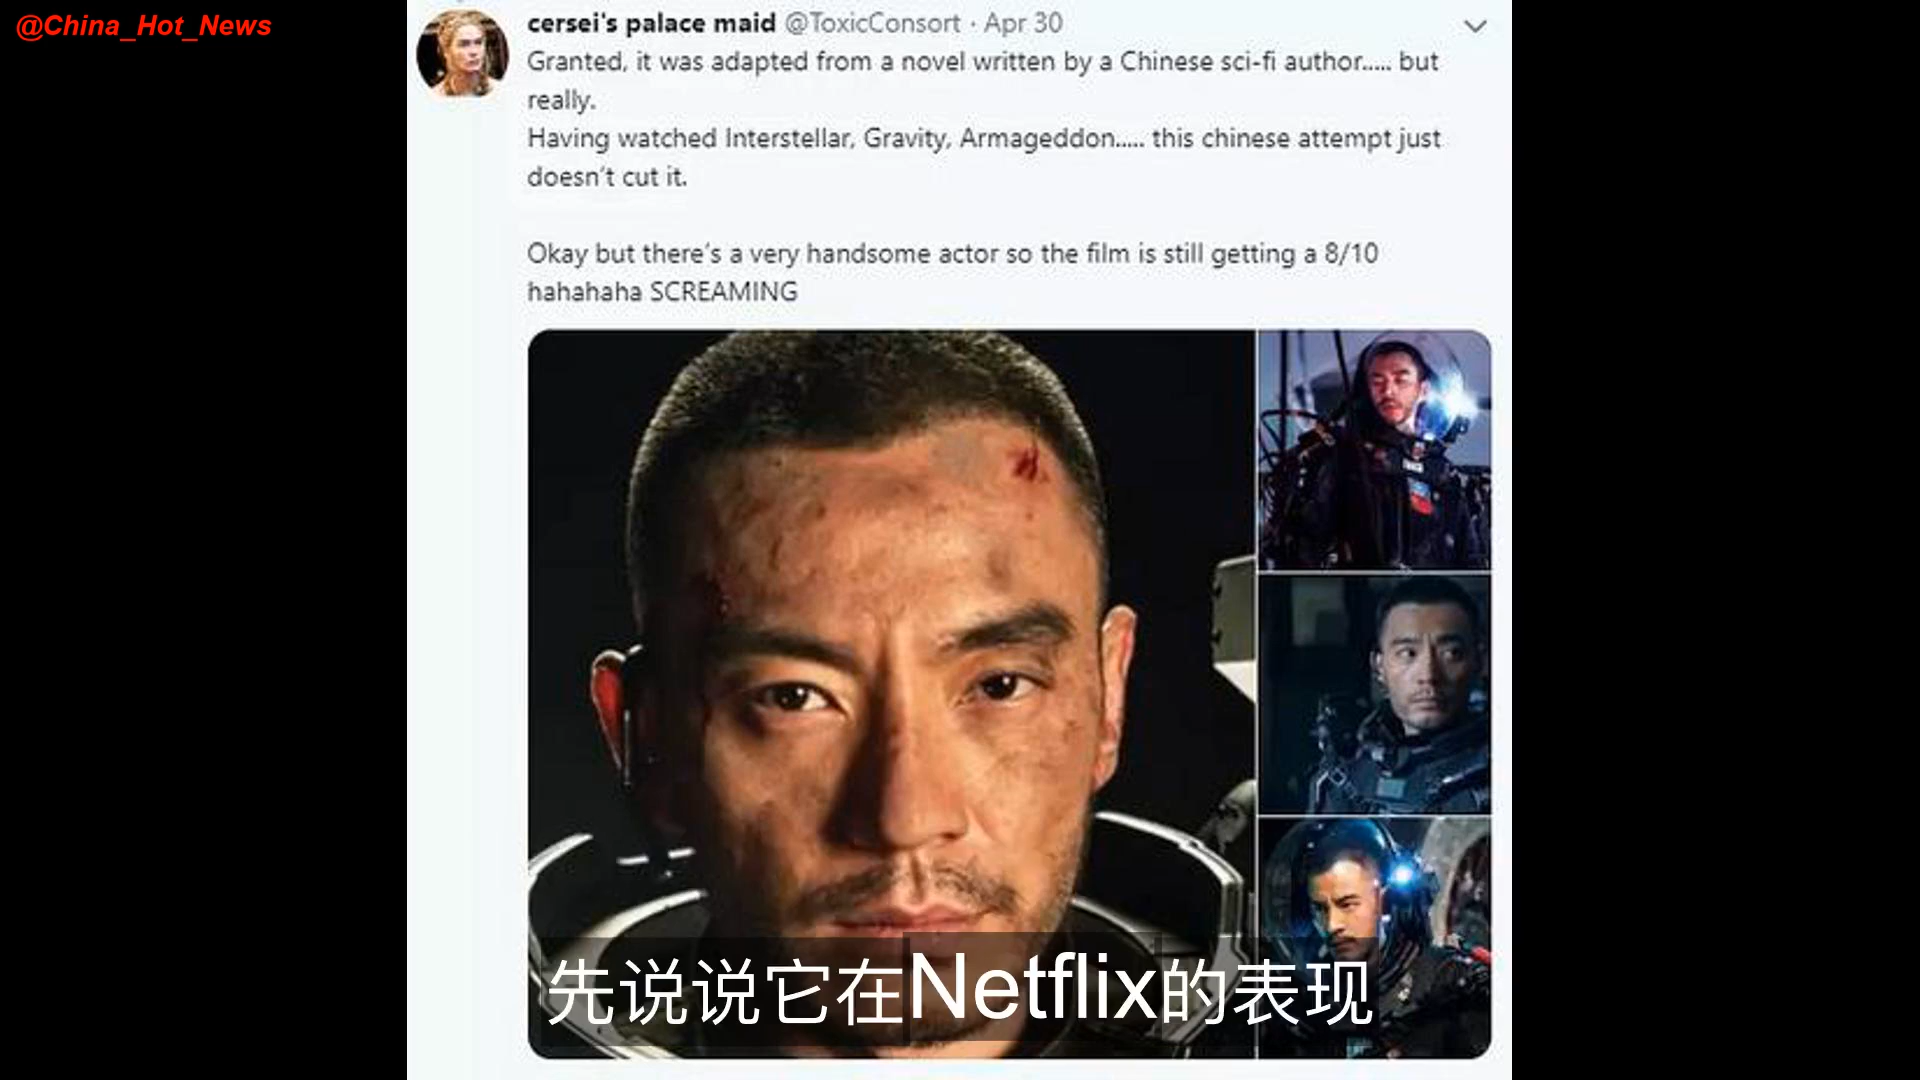 @China_Hot_News
cersei's palace maid @ToxicConsort · Apr 30
Granted, it was adapted from a novel written by a Chinese sci-fi author..... but
really.
Having watched Interstellar, Gravity, Armageddon..... this chinese attempt just
doesn't cut it.
Okay but there's a very handsome actor so the film is still getting a 8/10
hahahaha SCREAMING
先说说它在Netflix的表现